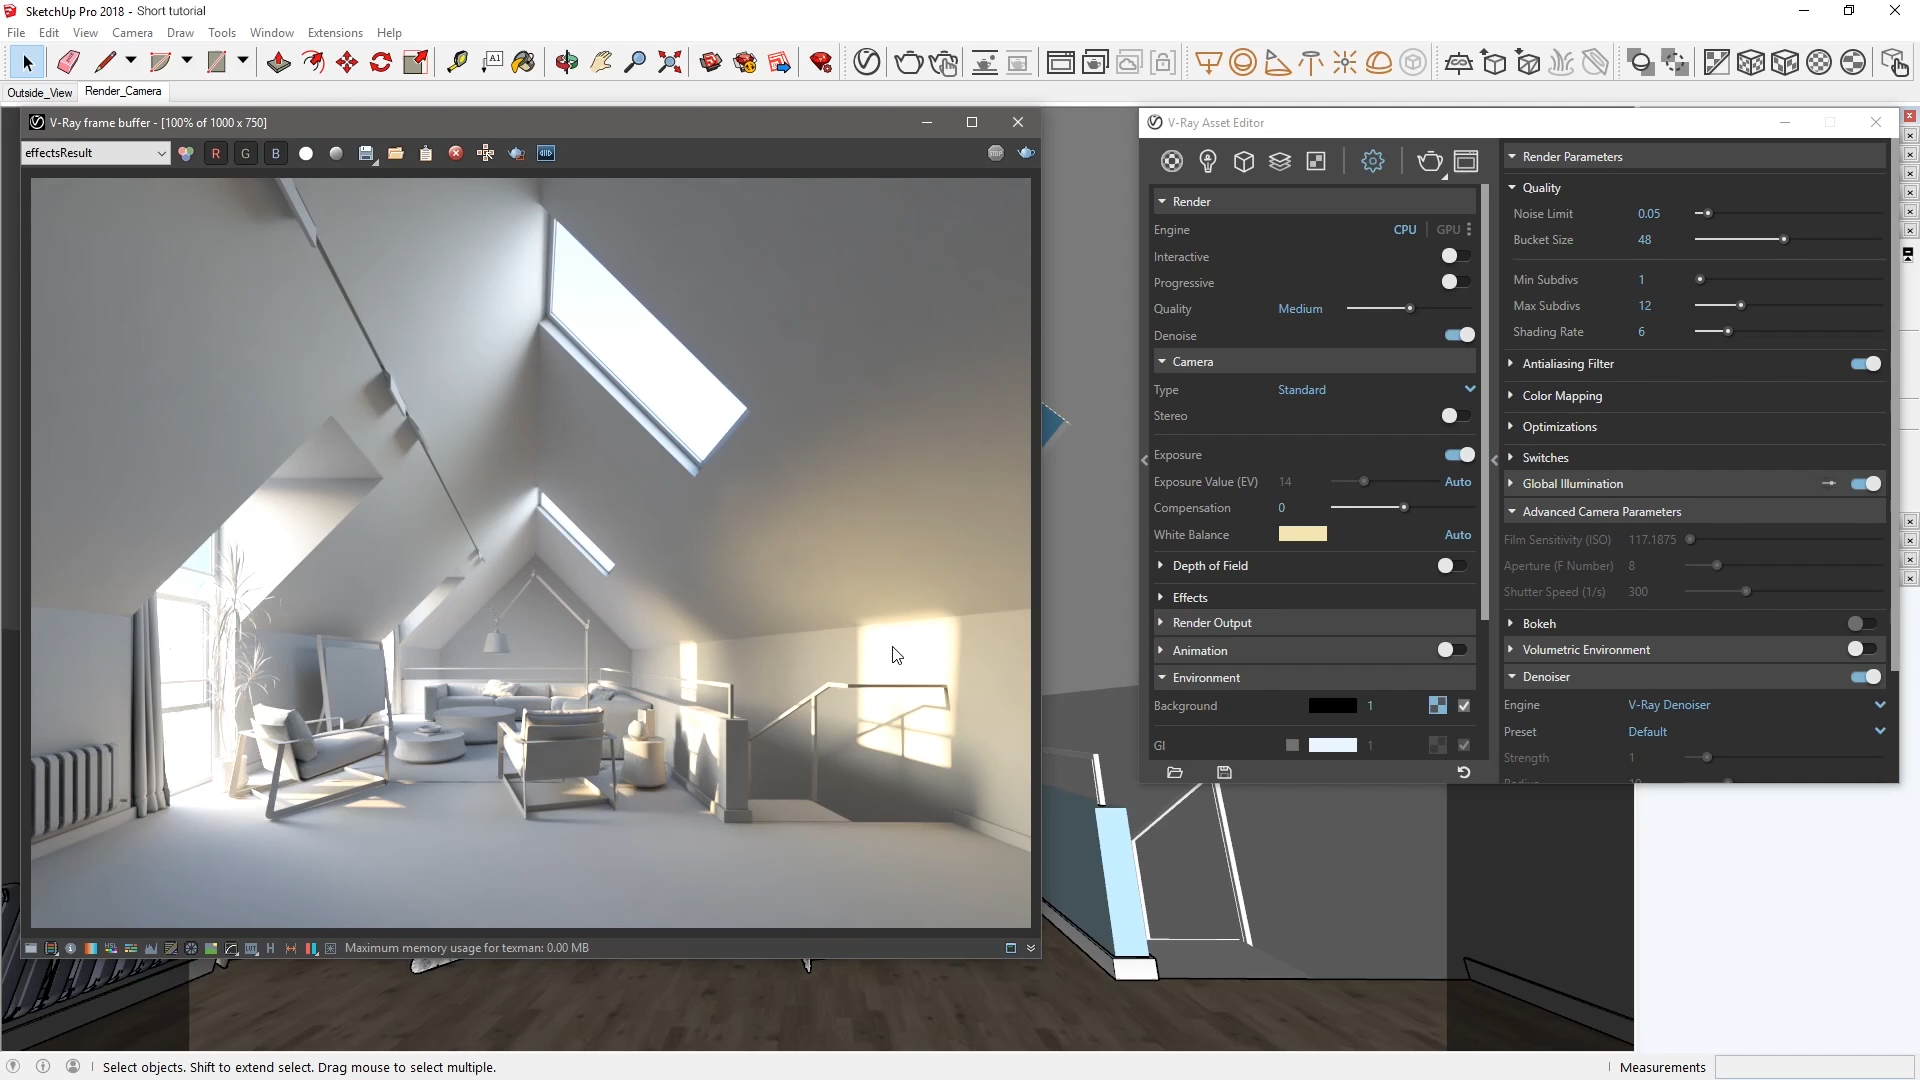 SketchUp Pro 2018 - Short tutorial
File Edit View Camera Draw Tools Window Extensions Help
A1
Outside_View Render_Camera
V-Ray frame buffer - [100% of 1000 x 750]
effectsResult R G B STOP
HSL LUT H
Maximum memory usage for texman: 0.00 MB
V-Ray Asset Editor
Render
Engine CPU GPU
Interactive
Progressive
Quality Medium
Denoise
Camera
Type Standard
Stereo
Exposure
Exposure Value (EV) 14 Auto
Compensation 0
White Balance Auto
Depth of Field
Effects
Render Output
Animation
Environment
Background 1
GI 1
Render Parameters
Quality
Noise Limit 0.05
Bucket Size 48
Min Subdivs 1
Max Subdivs 12
Shading Rate 6
Antialiasing Filter
Color Mapping
Optimizations
Switches
Global Illumination
Advanced Camera Parameters
Film Sensitivity (ISO) 117.1875
Aperture (F Number) 8
Shutter Speed (1/s) 300
Bokeh
Volumetric Environment
Denoiser
Engine V-Ray Denoiser
Preset Default
Strength 1
Select objects. Shift to extend select. Drag mouse to select multiple.
Measurements